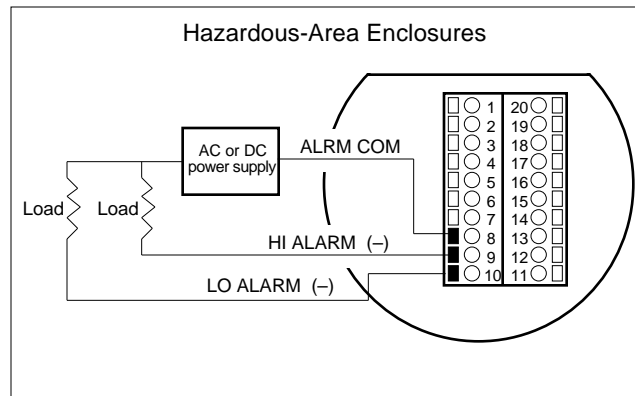 Hazardous-Area Enclosures
AC or DC
power supply
ALRM COM
Load
Load
HI ALARM (–)
LO ALARM (–)
1 20
2 19
3 18
4 17
5 16
6 15
7 14
8 13
9 12
10 11